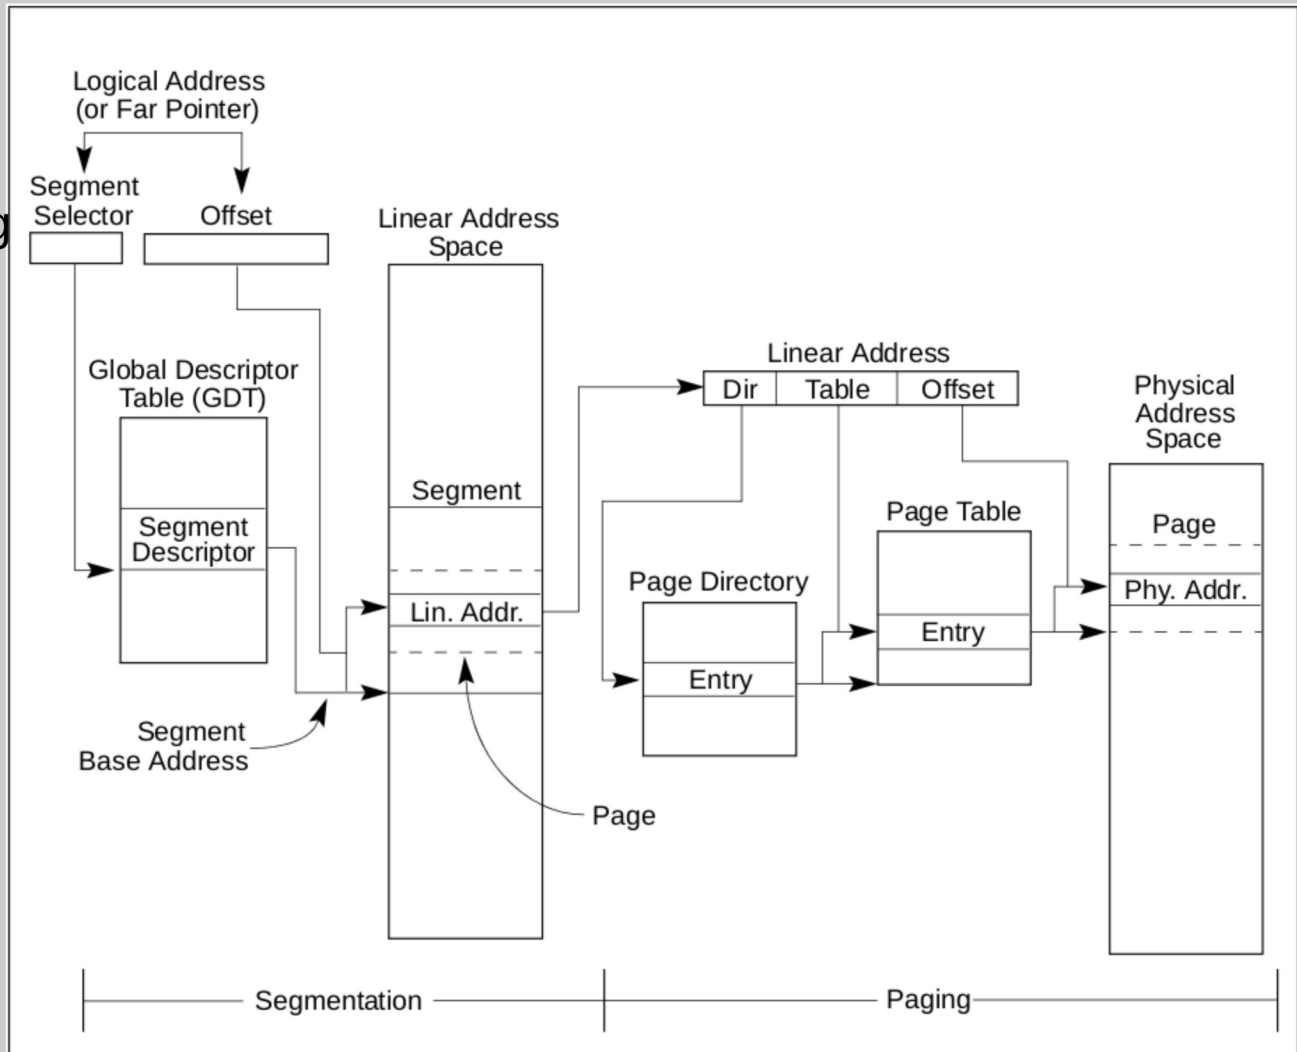 Logical Address
(or Far Pointer)
Segment
Selector
Offset
g
Linear Address
Space
Global Descriptor
Table (GDT)
Segment
Descriptor
Segment
Lin. Addr.
Segment
Base Address
Page
Linear Address
Dir
Table
Offset
Page Directory
Entry
Page Table
Entry
Physical
Address
Space
Page
Phy. Addr.
Segmentation
Paging